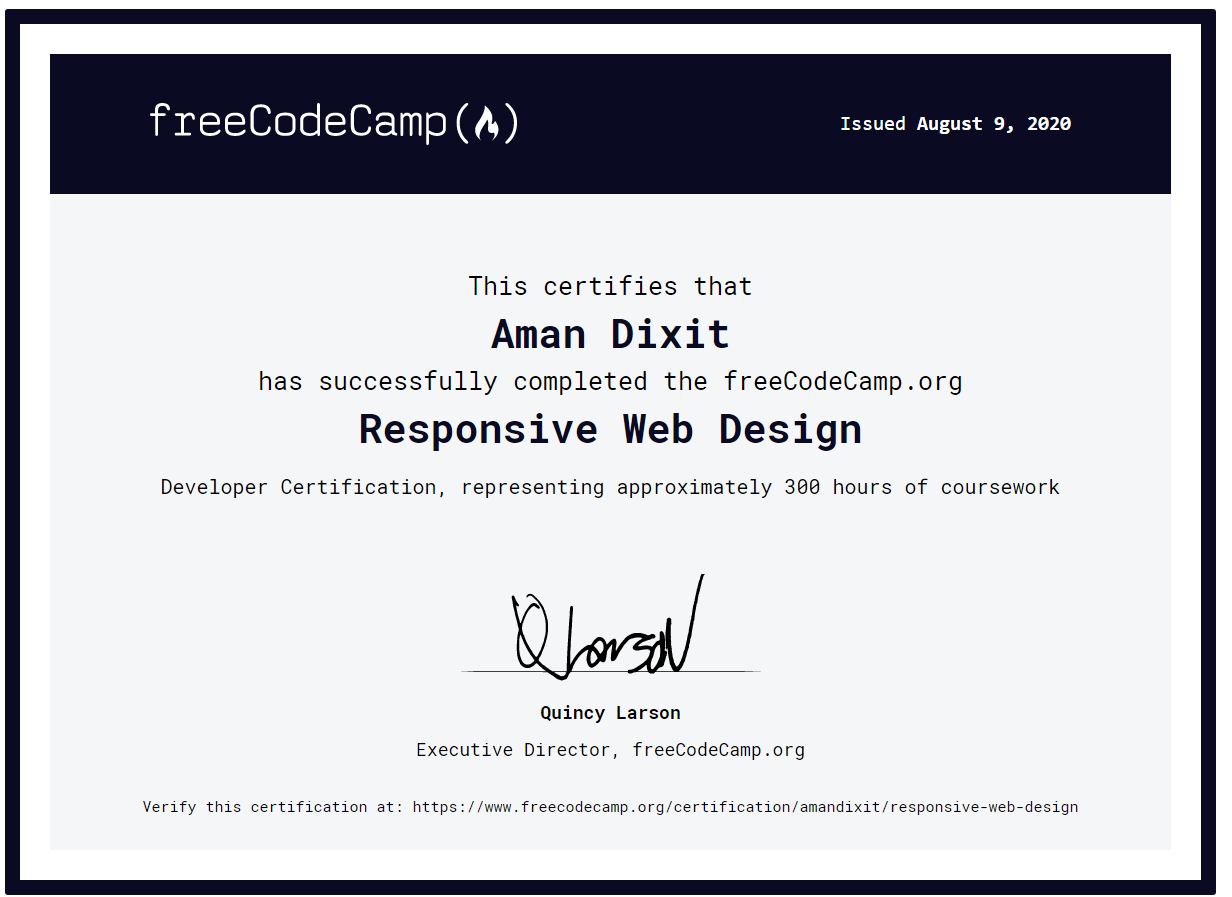 freeCodeCamp(🔥)
Issued August 9, 2020
This certifies that
Aman Dixit
has successfully completed the freeCodeCamp.org
Responsive Web Design
Developer Certification, representing approximately 300 hours of coursework
QLarson
Quincy Larson
Executive Director, freeCodeCamp.org
Verify this certification at: https://www.freecodecamp.org/certification/amandixit/responsive-web-design